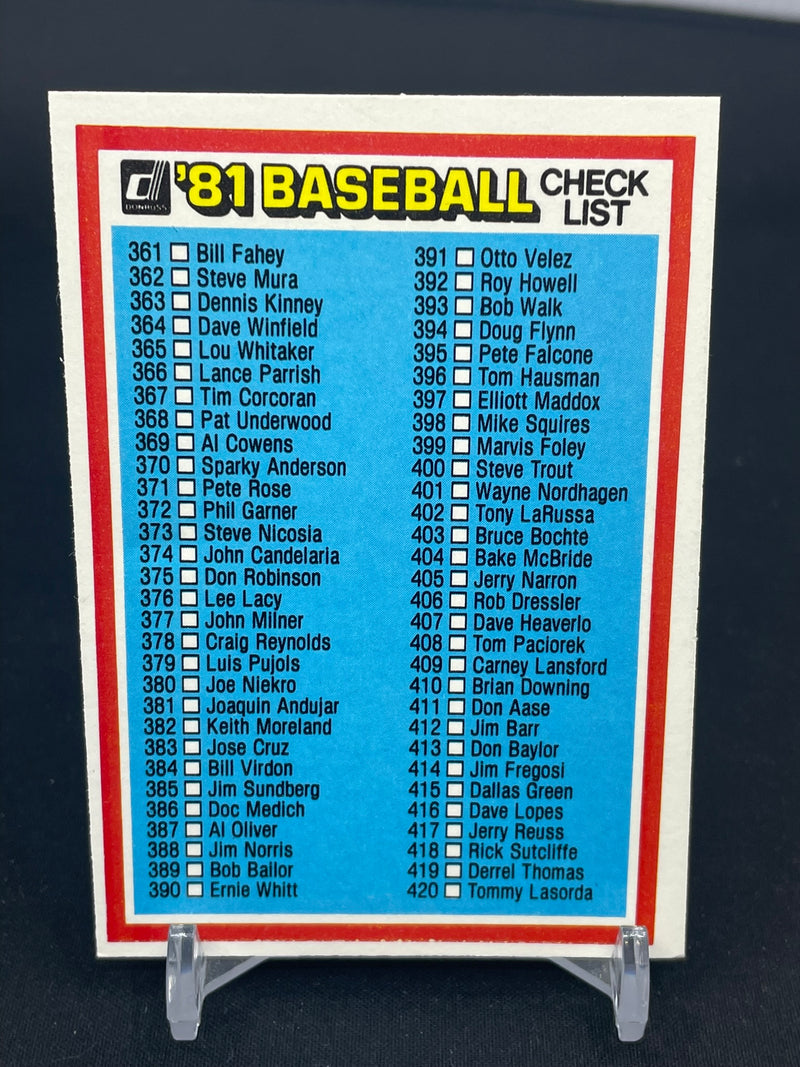 DONRUSS
'81 BASEBALL CHECK LIST
361 Bill Fahey
362 Steve Mura
363 Dennis Kinney
364 Dave Winfield
365 Lou Whitaker
366 Lance Parrish
367 Tim Corcoran
368 Pat Underwood
369 Al Cowens
370 Sparky Anderson
371 Pete Rose
372 Phil Garner
373 Steve Nicosia
374 John Candelaria
375 Don Robinson
376 Lee Lacy
377 John Milner
378 Craig Reynolds
379 Luis Pujols
380 Joe Niekro
381 Joaquin Andujar
382 Keith Moreland
383 Jose Cruz
384 Bill Virdon
385 Jim Sundberg
386 Doc Medich
387 Al Oliver
388 Jim Norris
389 Bob Bailor
390 Ernie Whitt
391 Otto Velez
392 Roy Howell
393 Bob Walk
394 Doug Flynn
395 Pete Falcone
396 Tom Hausman
397 Elliott Maddox
398 Mike Squires
399 Marvis Foley
400 Steve Trout
401 Wayne Nordhagen
402 Tony LaRussa
403 Bruce Bochte
404 Bake McBride
405 Jerry Narron
406 Rob Dressler
407 Dave Heaverlo
408 Tom Paciorek
409 Carney Lansford
410 Brian Downing
411 Don Aase
412 Jim Barr
413 Don Baylor
414 Jim Fregosi
415 Dallas Green
416 Dave Lopes
417 Jerry Reuss
418 Rick Sutcliffe
419 Derrel Thomas
420 Tommy Lasorda